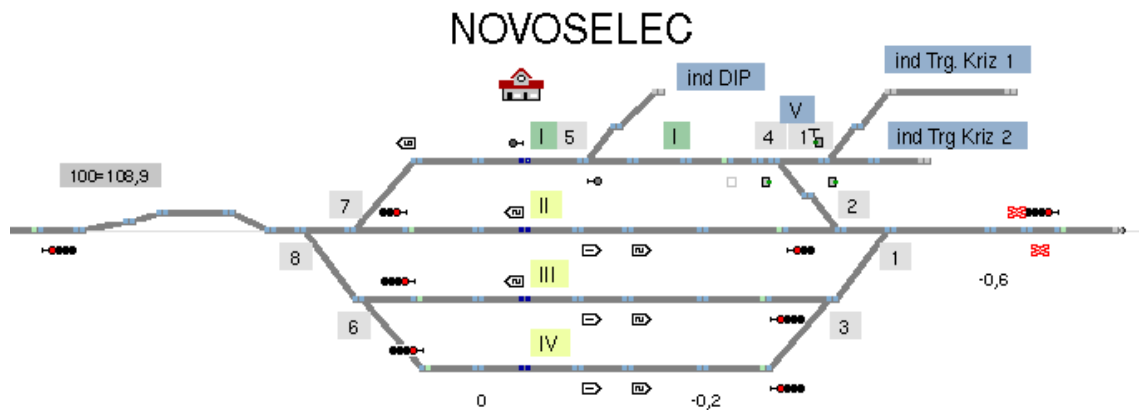 NOVOSELEC
ind Trg. Kriz 1
ind DIP
V
I 5 I 4 1T ind Trg Kriz 2
100=108,9
7 II 2
8 1
III -0,6
6 3
IV
0 -0,2